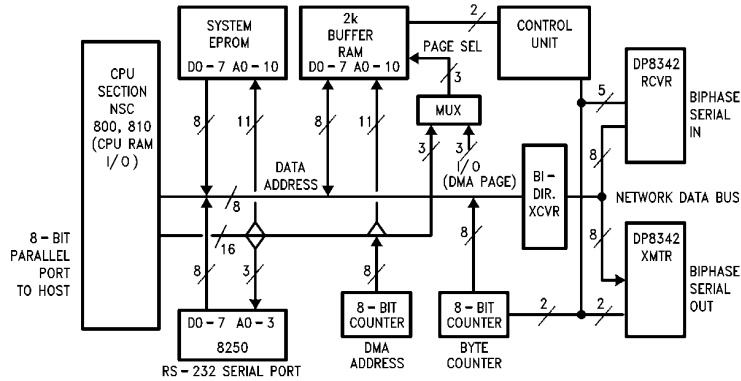 SYSTEM
EPROM
D0-7 A0-10
2k
BUFFER
RAM
D0-7 A0-10
2
CONTROL
UNIT
PAGE SEL
3
MUX
CPU
SECTION
NSC
800, 810
(CPU RAM
I/O)
8
11
8
11
3
3
I/O
(DMA PAGE)
5
DP8342
RCVR
BIPHASE
SERIAL
IN
8
DATA
ADDRESS
8
16
BI-
DIR.
XCVR
NETWORK DATA BUS
8-BIT
PARALLEL
PORT
TO HOST
8
3
8
8
8
DP8342
XMTR
BIPHASE
SERIAL
OUT
D0-7 A0-3
8250
RS-232 SERIAL PORT
8-BIT
COUNTER
DMA
ADDRESS
8-BIT
COUNTER
BYTE
COUNTER
2
2